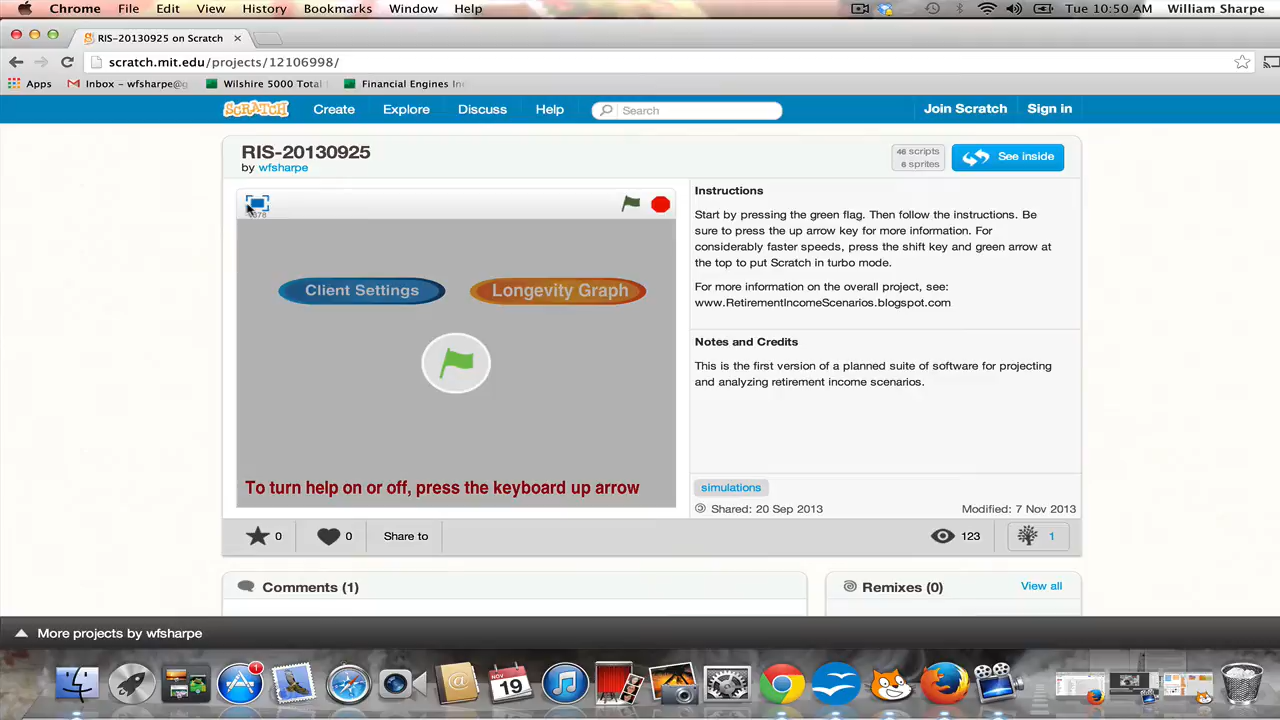 Chrome File Edit View History Bookmarks Window Help Tue 10:50 AM William Sharpe
RIS-20130925 on Scratch
scratch.mit.edu/projects/12106998/
Apps Inbox - wfsharpe@g Wilshire 5000 Total Financial Engines Inc
SCRATCH Create Explore Discuss Help Search Join Scratch Sign in
RIS-20130925
by wfsharpe
46 scripts
6 sprites
See inside
Client Settings Longevity Graph
To turn help on or off, press the keyboard up arrow
Instructions
Start by pressing the green flag. Then follow the instructions. Be
sure to press the up arrow key for more information. For
considerably faster speeds, press the shift key and green arrow at
the top to put Scratch in turbo mode.
For more information on the overall project, see:
www.RetirementIncomeScenarios.blogspot.com
Notes and Credits
This is the first version of a planned suite of software for projecting
and analyzing retirement income scenarios.
simulations
Shared: 20 Sep 2013 Modified: 7 Nov 2013
0 0 Share to 123 1
Comments (1)
Remixes (0) View all
More projects by wfsharpe
1
NOV
19